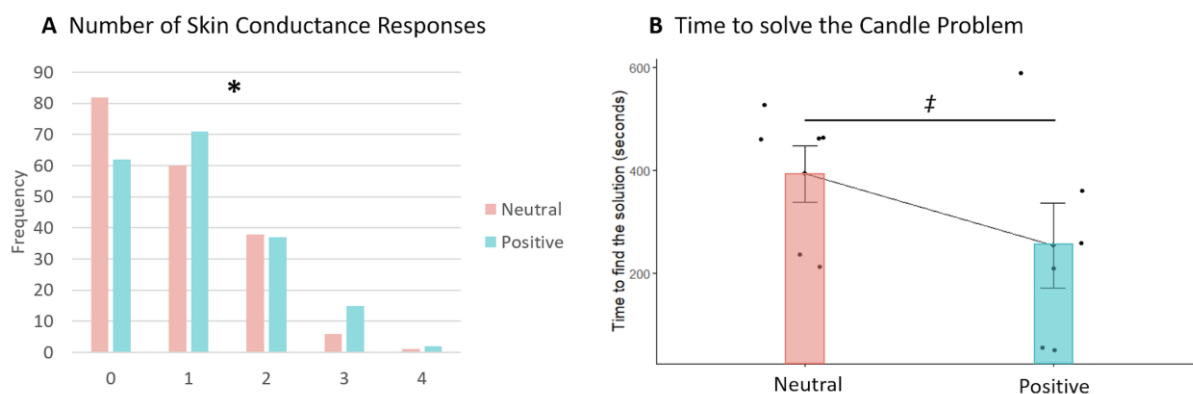 A Number of Skin Conductance Responses
90
80
70
60
50
40
30
20
10
0
Frequency
*
0 1 2 3 4
Neutral
Positive
B Time to solve the Candle Problem
600
400
200
Time to find the solution (seconds)
‡
Neutral Positive